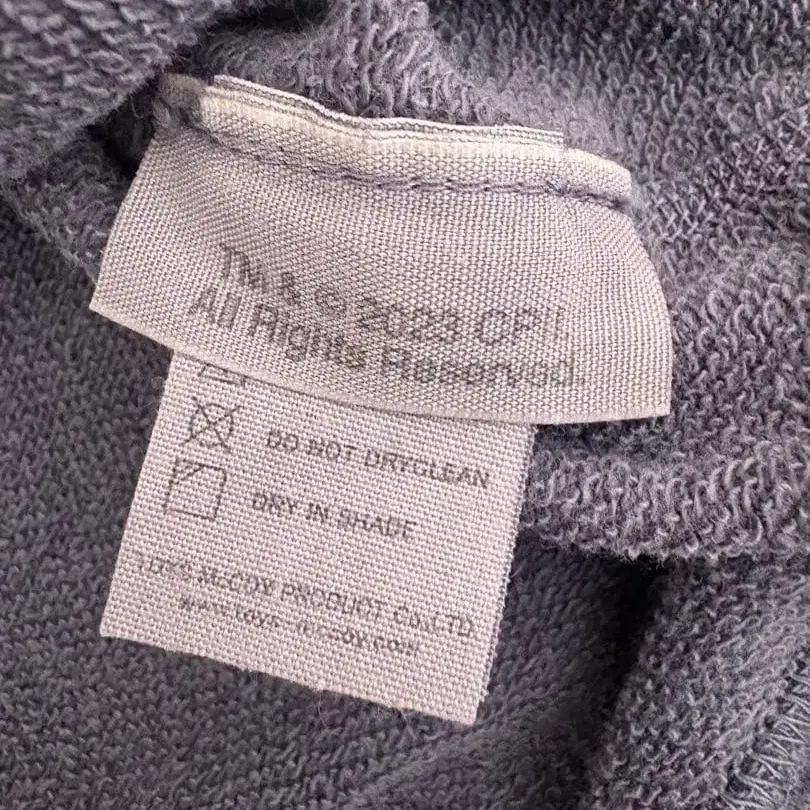 TM & © 2023 CPII.
All Rights Reserved.
DO NOT DRYCLEAN
DRY IN SHADE
TOYS McCOY PRODUCT Co.,LTD.
www.toys-mccoy.com